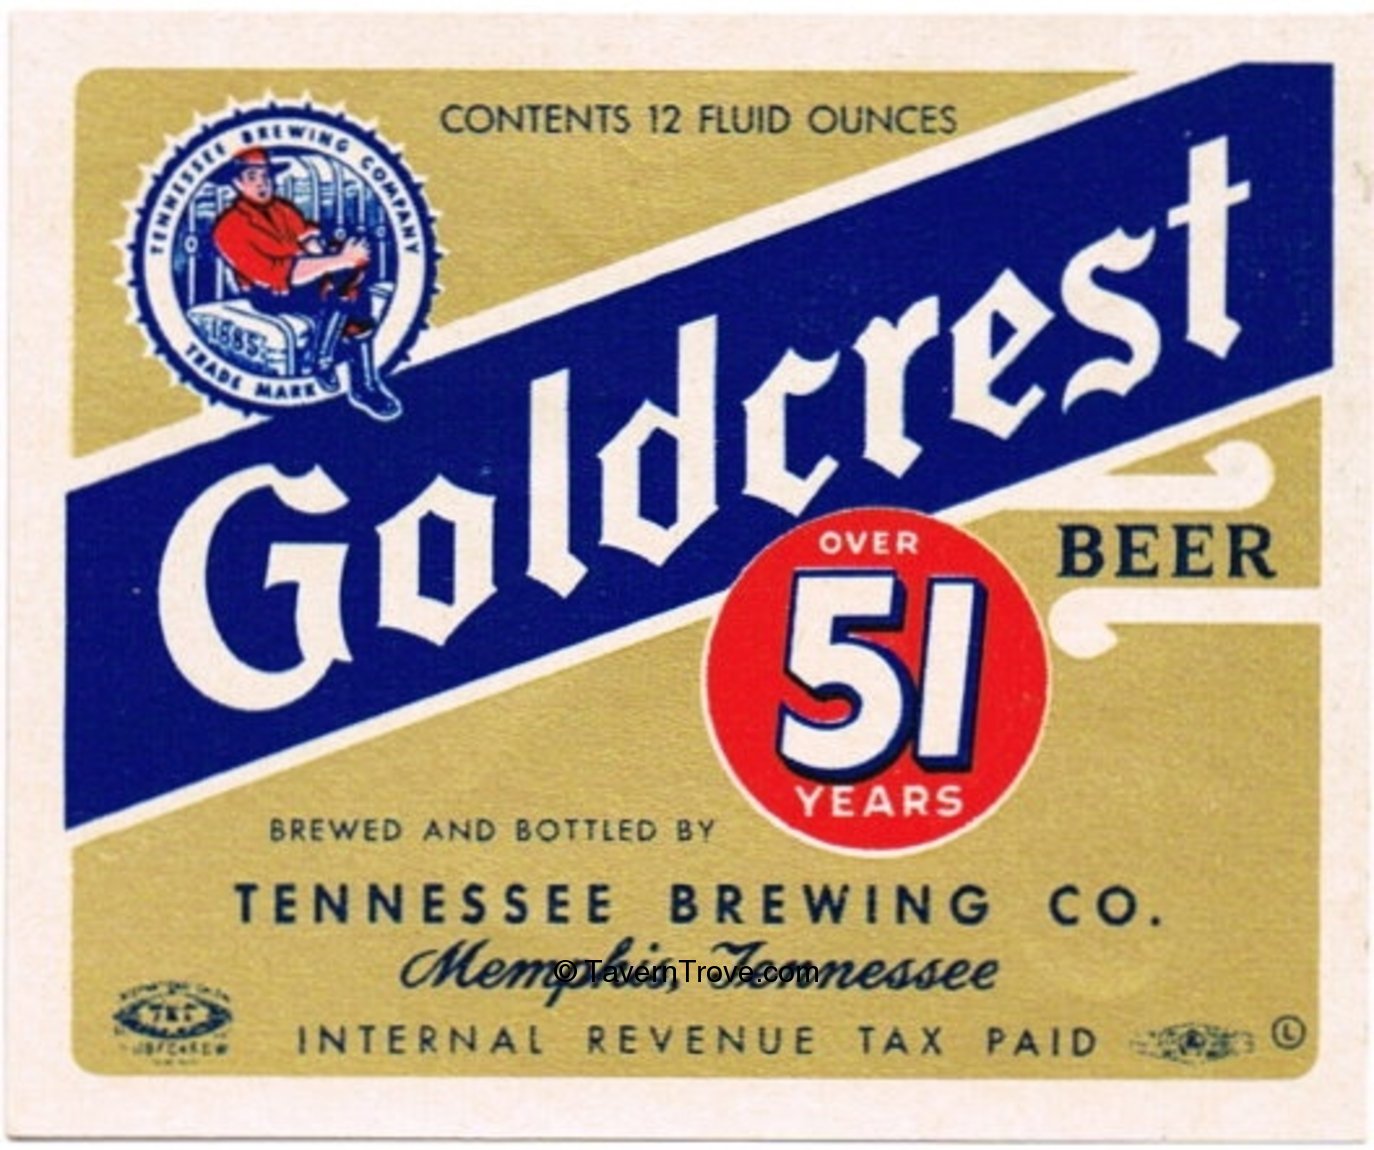 CONTENTS 12 FLUID OUNCES
TENNESSEE BREWING COMPANY
1885
TRADE MARK
Goldcrest
OVER
51
YEARS
BEER
BREWED AND BOTTLED BY
TENNESSEE BREWING CO.
Memphis, Tennessee
© TavernTrove.com
INTERNAL REVENUE TAX PAID
L